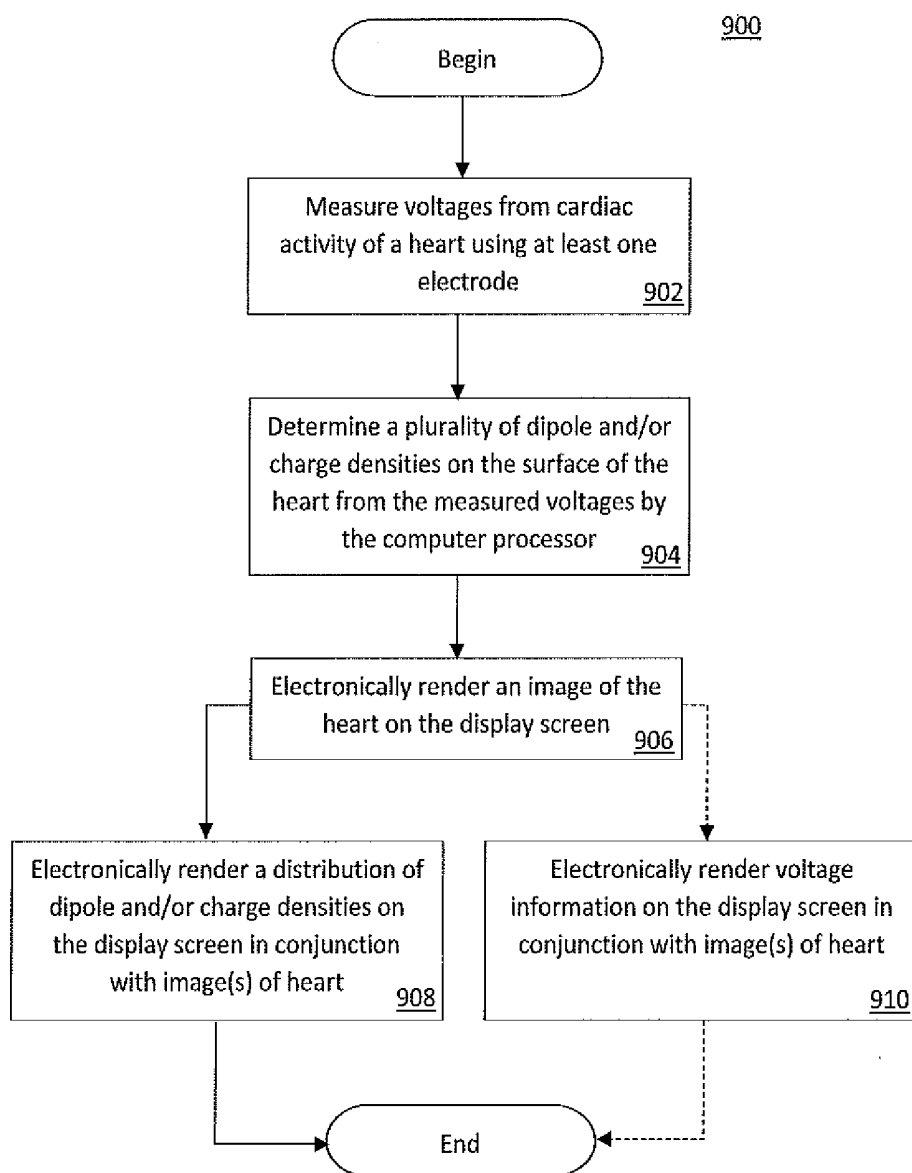 900
Begin
Measure voltages from cardiac
activity of a heart using at least one
electrode
902
Determine a plurality of dipole and/or
charge densities on the surface of the
heart from the measured voltages by
the computer processor
904
Electronically render an image of the
heart on the display screen
906
Electronically render a distribution of
dipole and/or charge densities on
the display screen in conjunction
with image(s) of heart
908
Electronically render voltage
information on the display screen in
conjunction with image(s) of heart
910
End